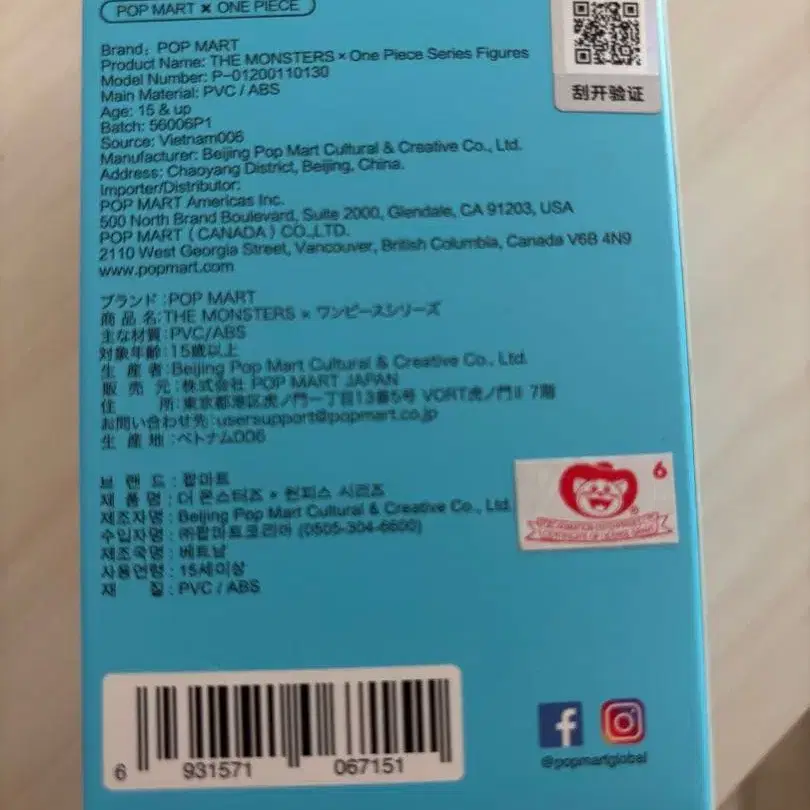 POP MART × ONE PIECE
刮开验证
Brand: POP MART
Product Name: THE MONSTERS × One Piece Series Figures
Model Number: P-01200110130
Main Material: PVC / ABS
Age: 15 & up
Batch: 56006P1
Source: Vietnam006
Manufacturer: Beijing Pop Mart Cultural & Creative Co., Ltd.
Address: Chaoyang District, Beijing, China.
Importer/Distributor:
POP MART Americas Inc.
500 North Brand Boulevard, Suite 2000, Glendale, CA 91203, USA
POP MART (CANADA) CO.,LTD.
2110 West Georgia Street, Vancouver, British Columbia, Canada V6B 4N9
www.popmart.com
ブランド:POP MART
商品名:THE MONSTERS × ワンピースシリーズ
主な材質:PVC/ABS
対象年齢:15歳以上
生産者:Beijing Pop Mart Cultural & Creative Co., Ltd.
販売元:株式会社 POP MART JAPAN
住所:東京都港区虎ノ門一丁目13番5号 VORT虎ノ門Ⅱ 7階
お問い合わせ先:usersupport@popmart.co.jp
生産地:ベトナム006
브랜드:팝마트
제품명:더 몬스터즈 × 원피스 시리즈
제조자명:Beijing Pop Mart Cultural & Creative Co., Ltd.
수입자명:㈜팝마트코리아 (0505-304-6600)
제조국명:베트남
사용연령:15세이상
재질:PVC / ABS
6
®
6 931571 067151
@popmartglobal